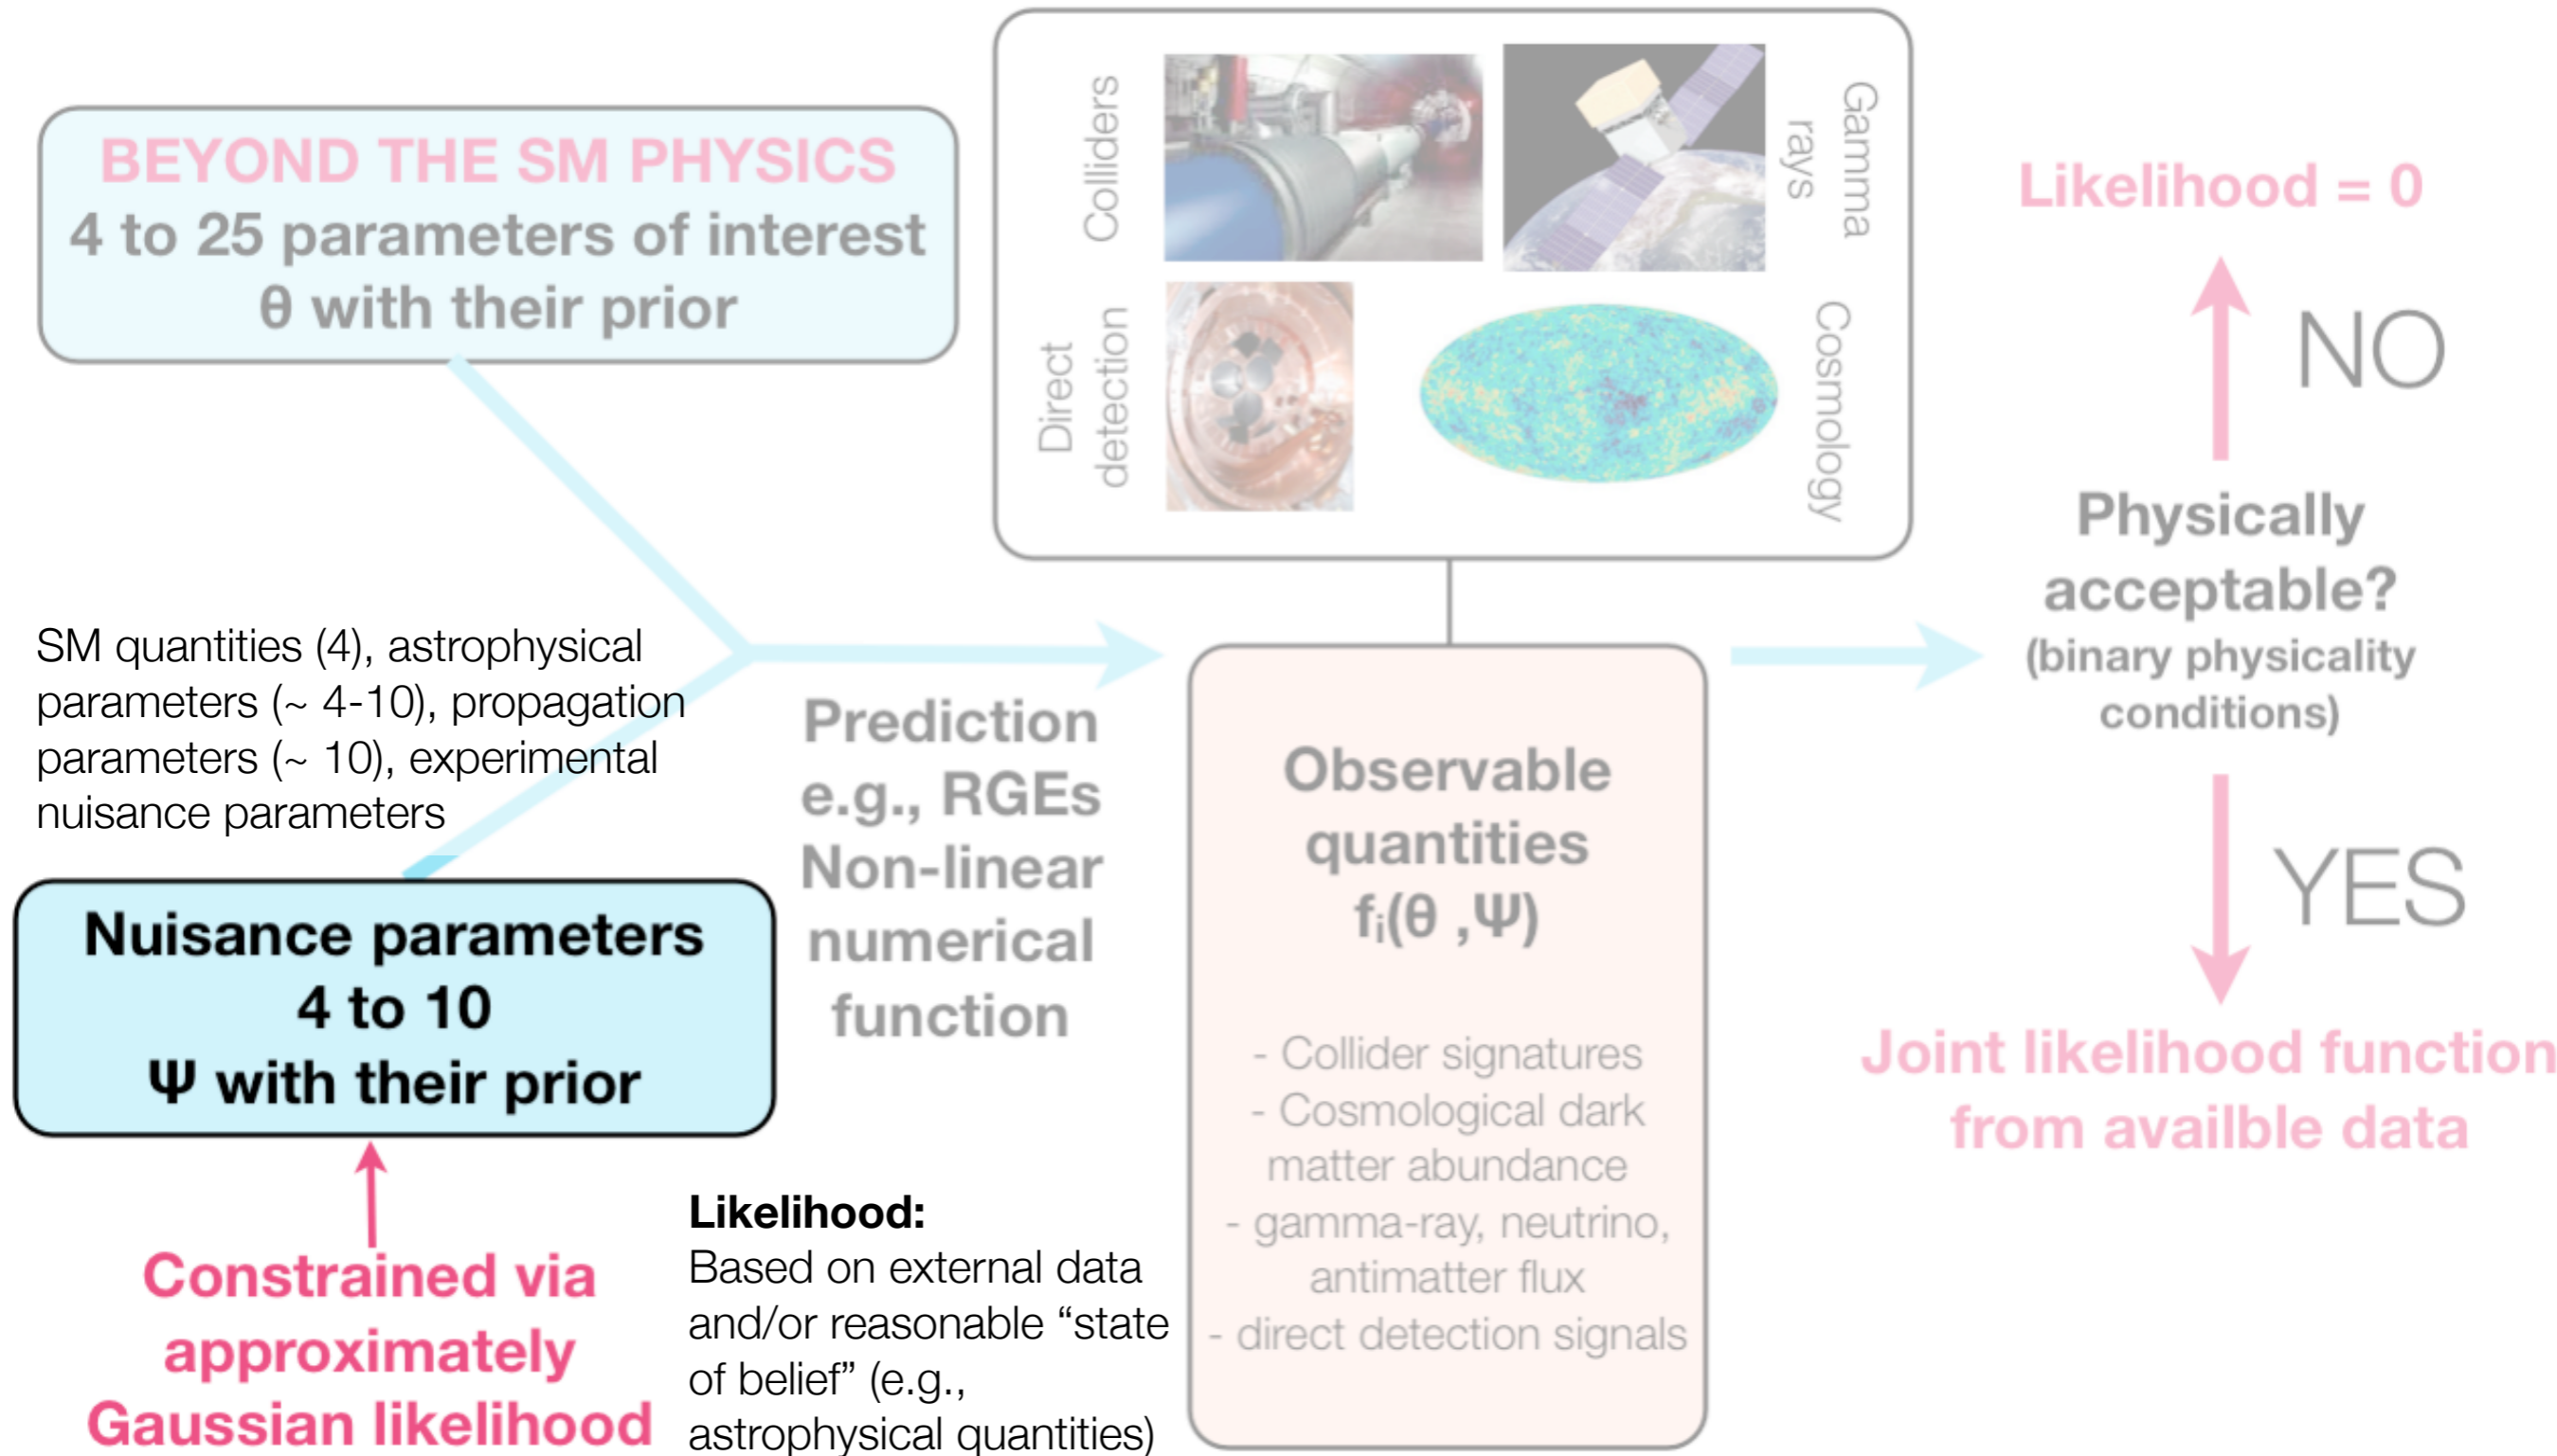 BEYOND THE SM PHYSICS
4 to 25 parameters of interest
θ with their prior
Colliders
Gamma
rays
Direct
detection
Cosmology
Likelihood = 0
NO
Physically
acceptable?
(binary physicality
conditions)
YES
Joint likelihood function
from availble data
SM quantities (4), astrophysical
parameters (~ 4-10), propagation
parameters (~ 10), experimental
nuisance parameters
Prediction
e.g., RGEs
Non-linear
numerical
function
Observable
quantities
fᵢ(θ ,Ψ)
- Collider signatures
- Cosmological dark
matter abundance
- gamma-ray, neutrino,
antimatter flux
- direct detection signals
Nuisance parameters
4 to 10
Ψ with their prior
Constrained via
approximately
Gaussian likelihood
Likelihood:
Based on external data
and/or reasonable “state
of belief” (e.g.,
astrophysical quantities)